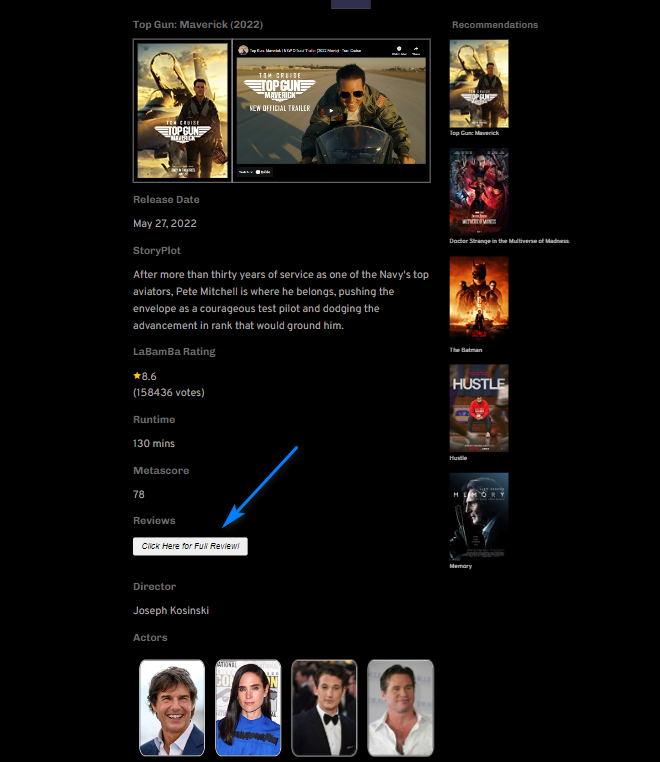 Top Gun: Maverick (2022)
TOM CRUISE
TOP GUN
MAVERICK
Top Gun: Maverick | NEW Official Trailer (2022 Movie) - Tom Cruise
TOM CRUISE
TOP GUN
MAVERICK
NEW OFFICIAL TRAILER
Release Date
May 27, 2022
StoryPlot
After more than thirty years of service as one of the Navy's top
aviators, Pete Mitchell is where he belongs, pushing the
envelope as a courageous test pilot and dodging the
advancement in rank that would ground him.
LaBamBa Rating
8.6
(158436 votes)
Runtime
130 mins
Metascore
78
Reviews
Click Here for Full Review!
Director
Joseph Kosinski
Actors
Recommendations
TOM CRUISE
TOP GUN
MAVERICK
Top Gun: Maverick
Doctor Strange in the Multiverse of Madness
The Batman
HUSTLE
Hustle
MEMORY
Memory